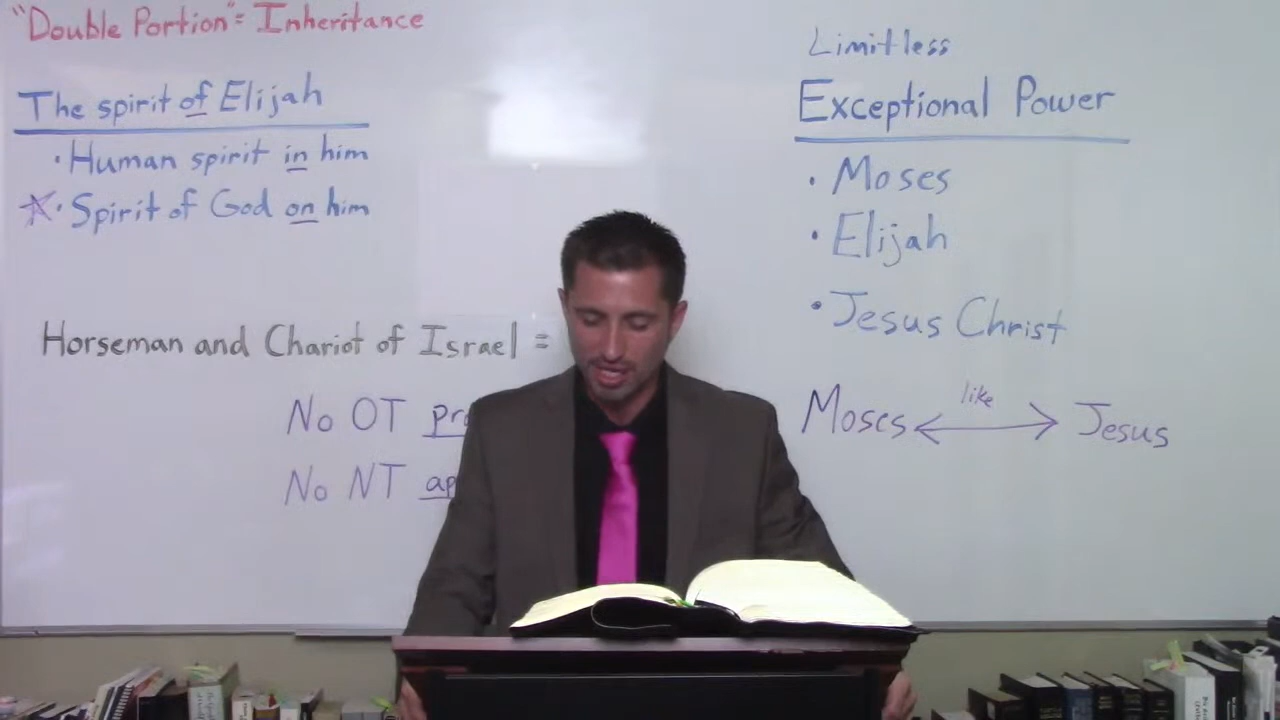 "Double Portion" = Inheritance
The spirit of Elijah
• Human spirit in him
• Spirit of God on him
Horseman and Chariot of Israel =
No OT
No NT
Limitless
Exceptional Power
• Moses
• Elijah
• Jesus Christ
like
Moses Jesus